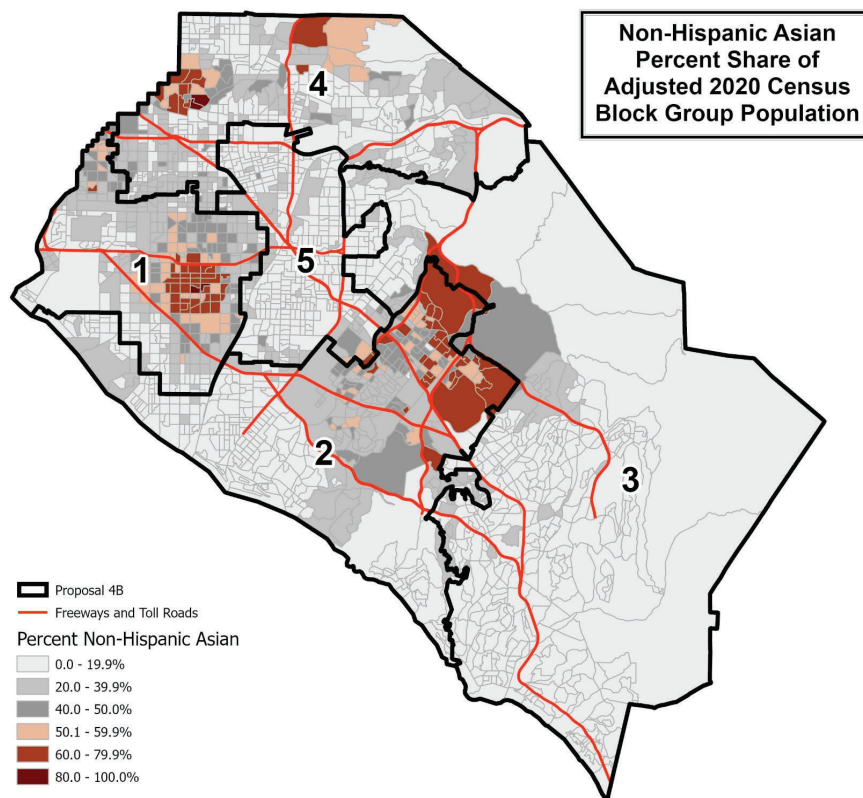 Non-Hispanic Asian
Percent Share of
Adjusted 2020 Census
Block Group Population
4
1
5
2
3
Proposal 4B
Freeways and Toll Roads
Percent Non-Hispanic Asian
0.0 - 19.9%
20.0 - 39.9%
40.0 - 50.0%
50.1 - 59.9%
60.0 - 79.9%
80.0 - 100.0%